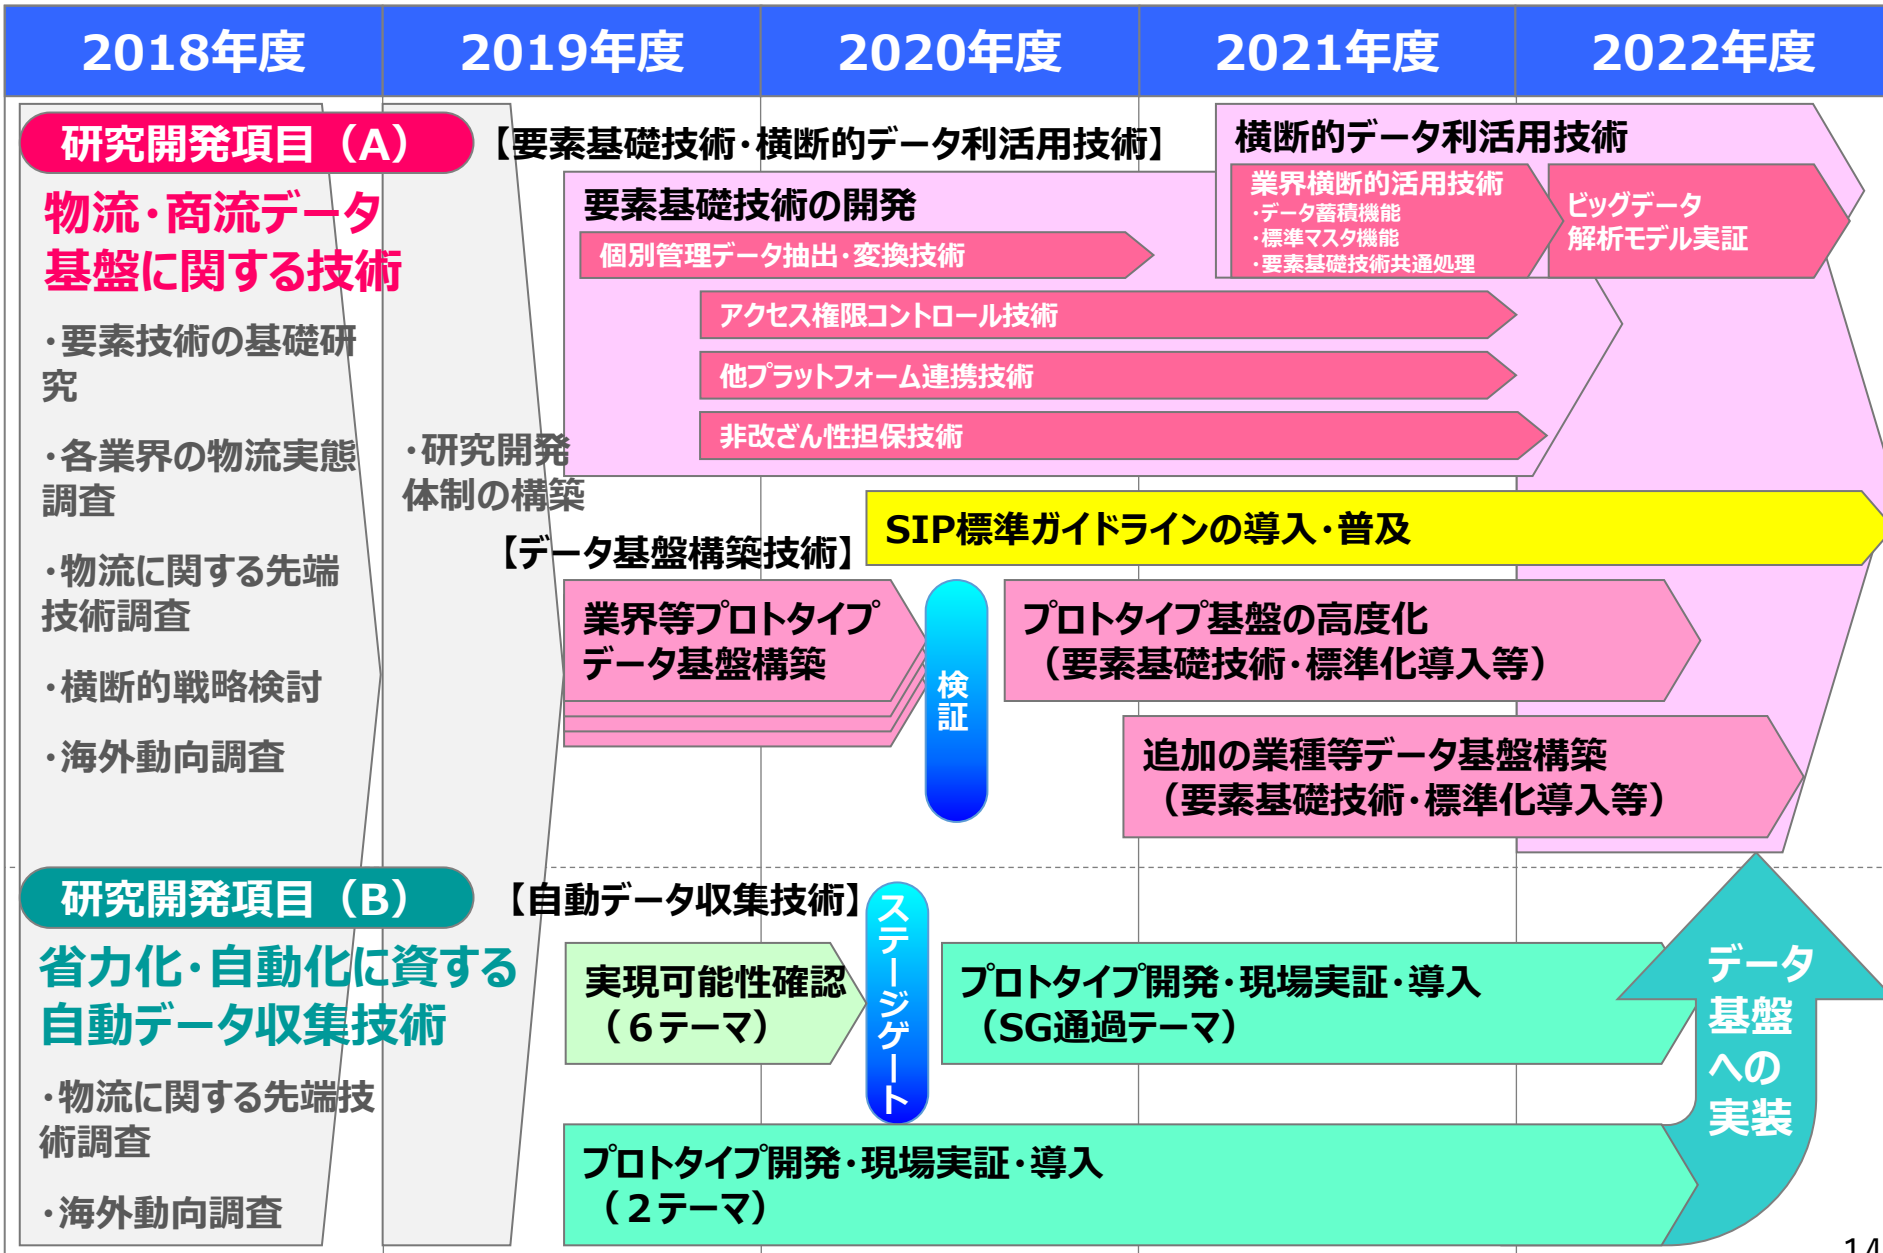 2018年度
2019年度
2020年度
2021年度
2022年度
研究開発項目（A）
物流・商流データ
基盤に関する技術
・要素技術の基礎研
究
・各業界の物流実態
調査
・物流に関する先端
技術調査
・横断的戦略検討
・海外動向調査
・研究開発
体制の構築
【要素基礎技術・横断的データ利活用技術】
要素基礎技術の開発
個別管理データ抽出・変換技術
アクセス権限コントロール技術
他プラットフォーム連携技術
非改ざん性担保技術
横断的データ利活用技術
業界横断的活用技術
・データ蓄積機能
・標準マスタ機能
・要素基礎技術共通処理
ビッグデータ
解析モデル実証
SIP標準ガイドラインの導入・普及
【データ基盤構築技術】
業界等プロトタイプ
データ基盤構築
検証
プロトタイプ基盤の高度化
（要素基礎技術・標準化導入等）
追加の業種等データ基盤構築
（要素基礎技術・標準化導入等）
研究開発項目（B）
省力化・自動化に資する
自動データ収集技術
・物流に関する先端技
術調査
・海外動向調査
【自動データ収集技術】
実現可能性確認
（６テーマ）
ステージゲート
プロトタイプ開発・現場実証・導入
（SG通過テーマ）
プロトタイプ開発・現場実証・導入
（２テーマ）
データ
基盤
への
実装
14